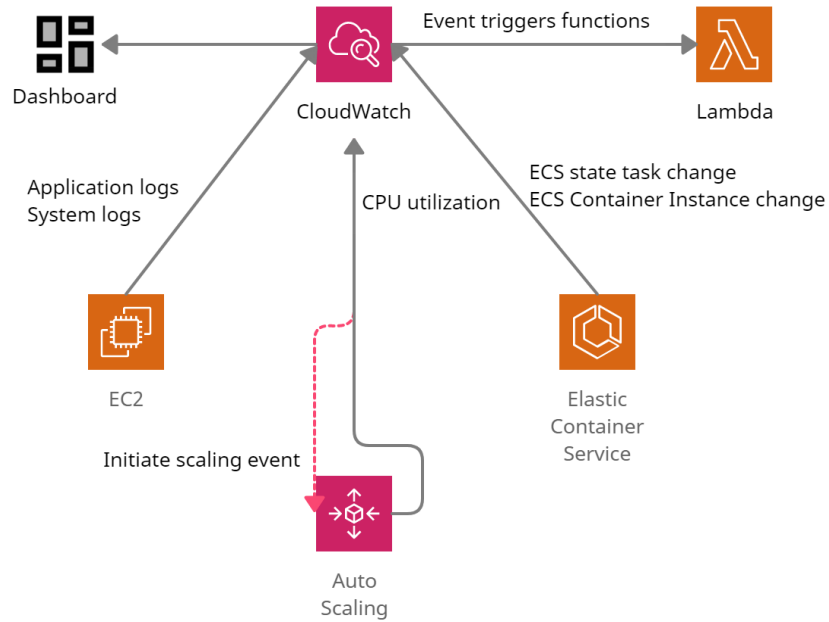 Event triggers functions
Dashboard
CloudWatch
Lambda
Application logs
System logs
CPU utilization
ECS state task change
ECS Container Instance change
EC2
Elastic
Container
Service
Initiate scaling event
Auto
Scaling